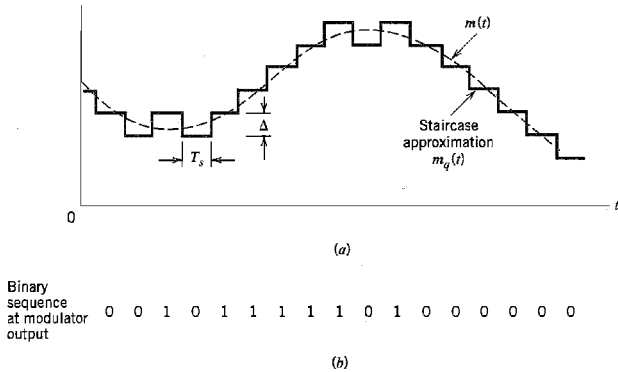 m(t)
Δ
Staircase
approximation
m_q(t)
T_s
0
t
(a)
Binary
sequence
at modulator
output
0 0 1 0 1 1 1 1 1 0 1 0 0 0 0 0 0
(b)